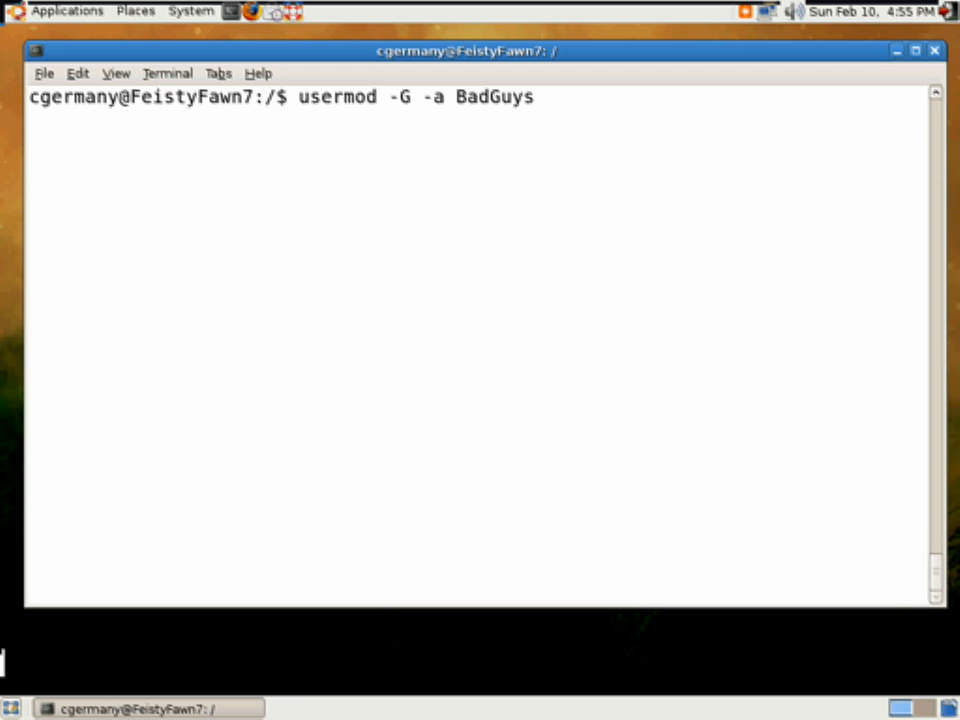 Applications Places System Sun Feb 10, 4:55 PM
cgermany@FeistyFawn7: /
File Edit View Terminal Tabs Help
cgermany@FeistyFawn7:/$ usermod -G -a BadGuys
cgermany@FeistyFawn7: /